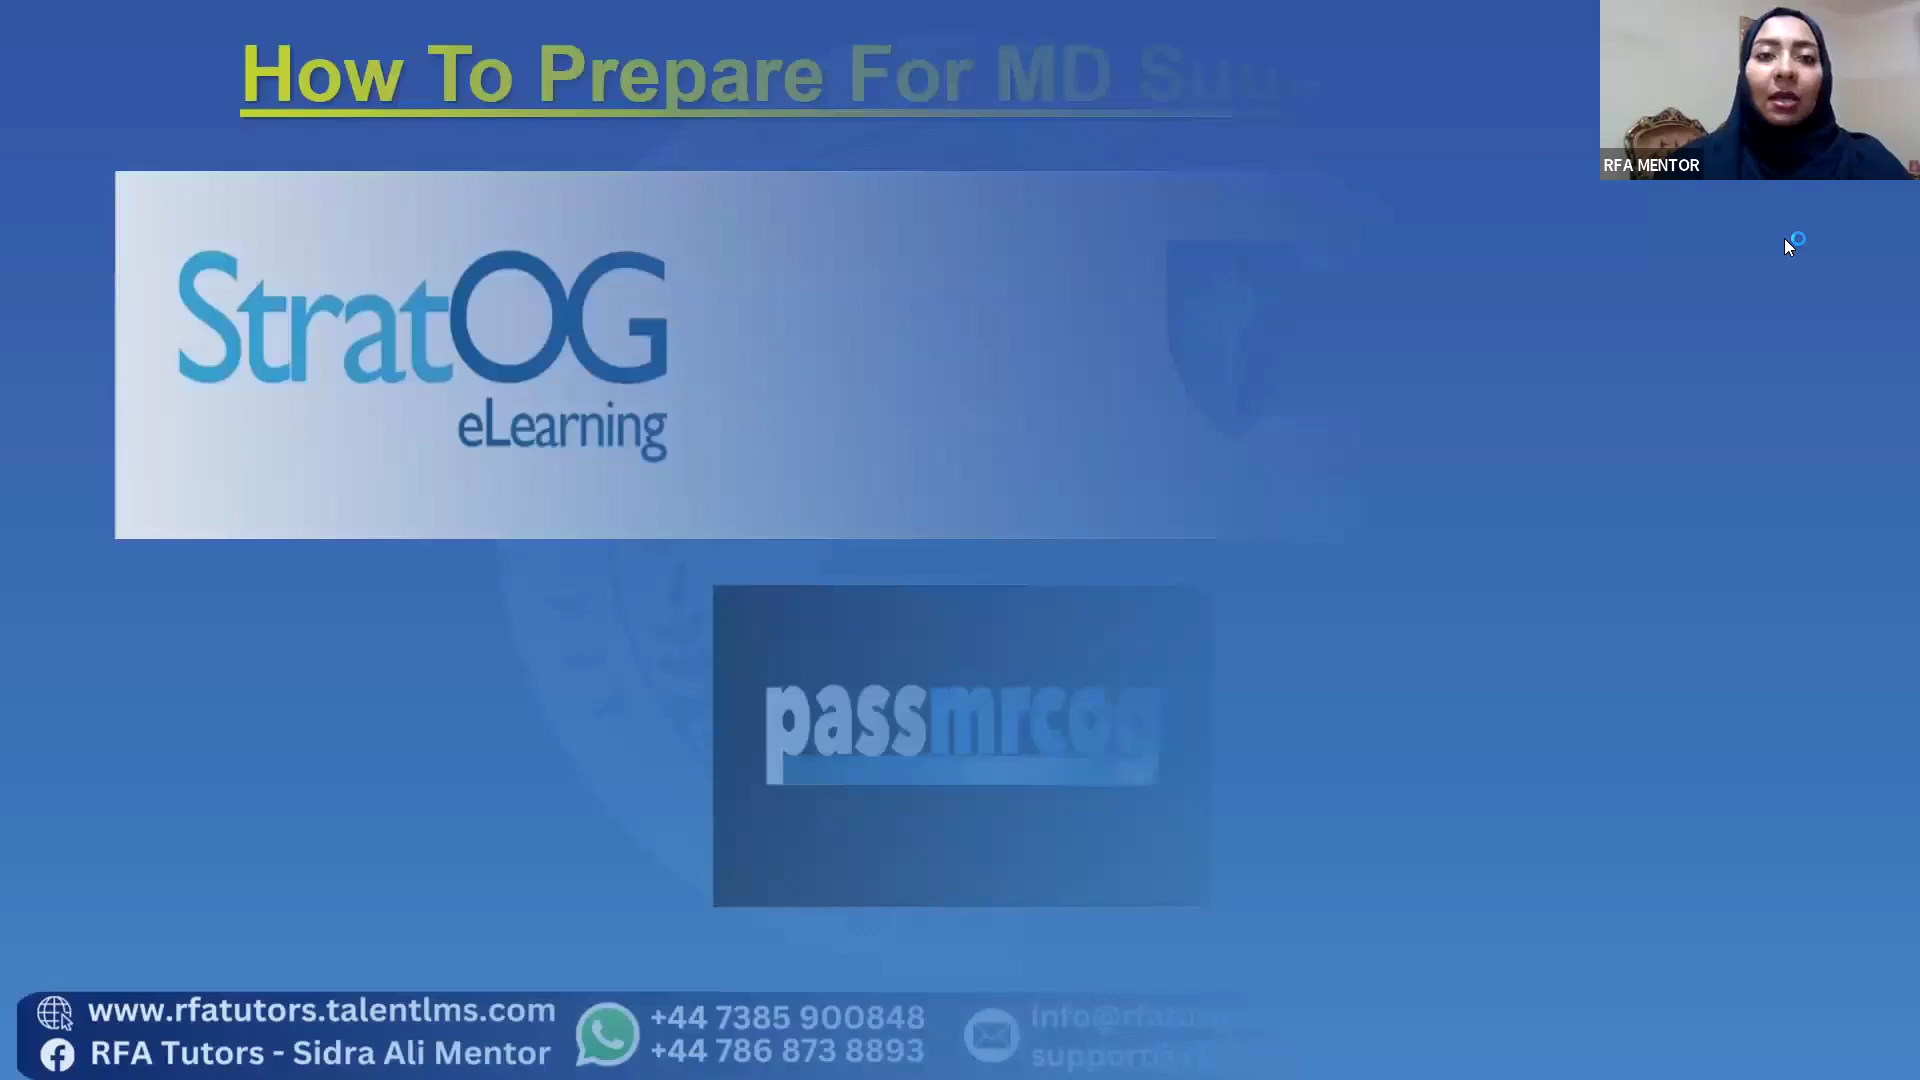 How To Prepare For MD
RFA MENTOR
StratOG
eLearning
passmrcog
www.rfatutors.talentlms.com
+44 7385 900848
RFA Tutors - Sidra Ali Mentor
+44 786 873 8893